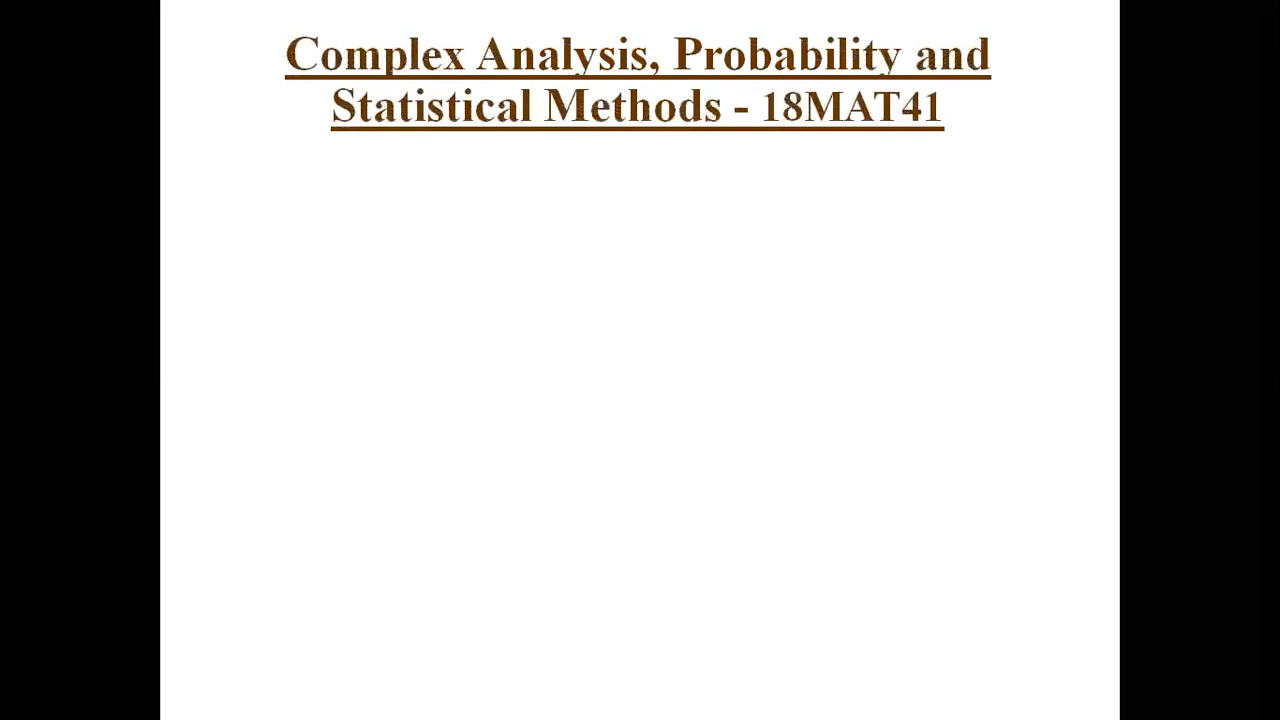 Complex Analysis, Probability and
Statistical Methods - 18MAT41